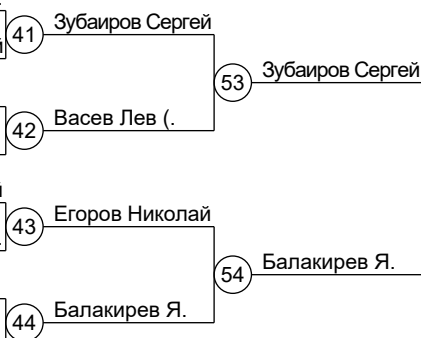 41 Зубаиров Сергей
53 Зубаиров Сергей
42 Васев Лев (.
43 Егоров Николай
54 Балакирев Я.
44 Балакирев Я.